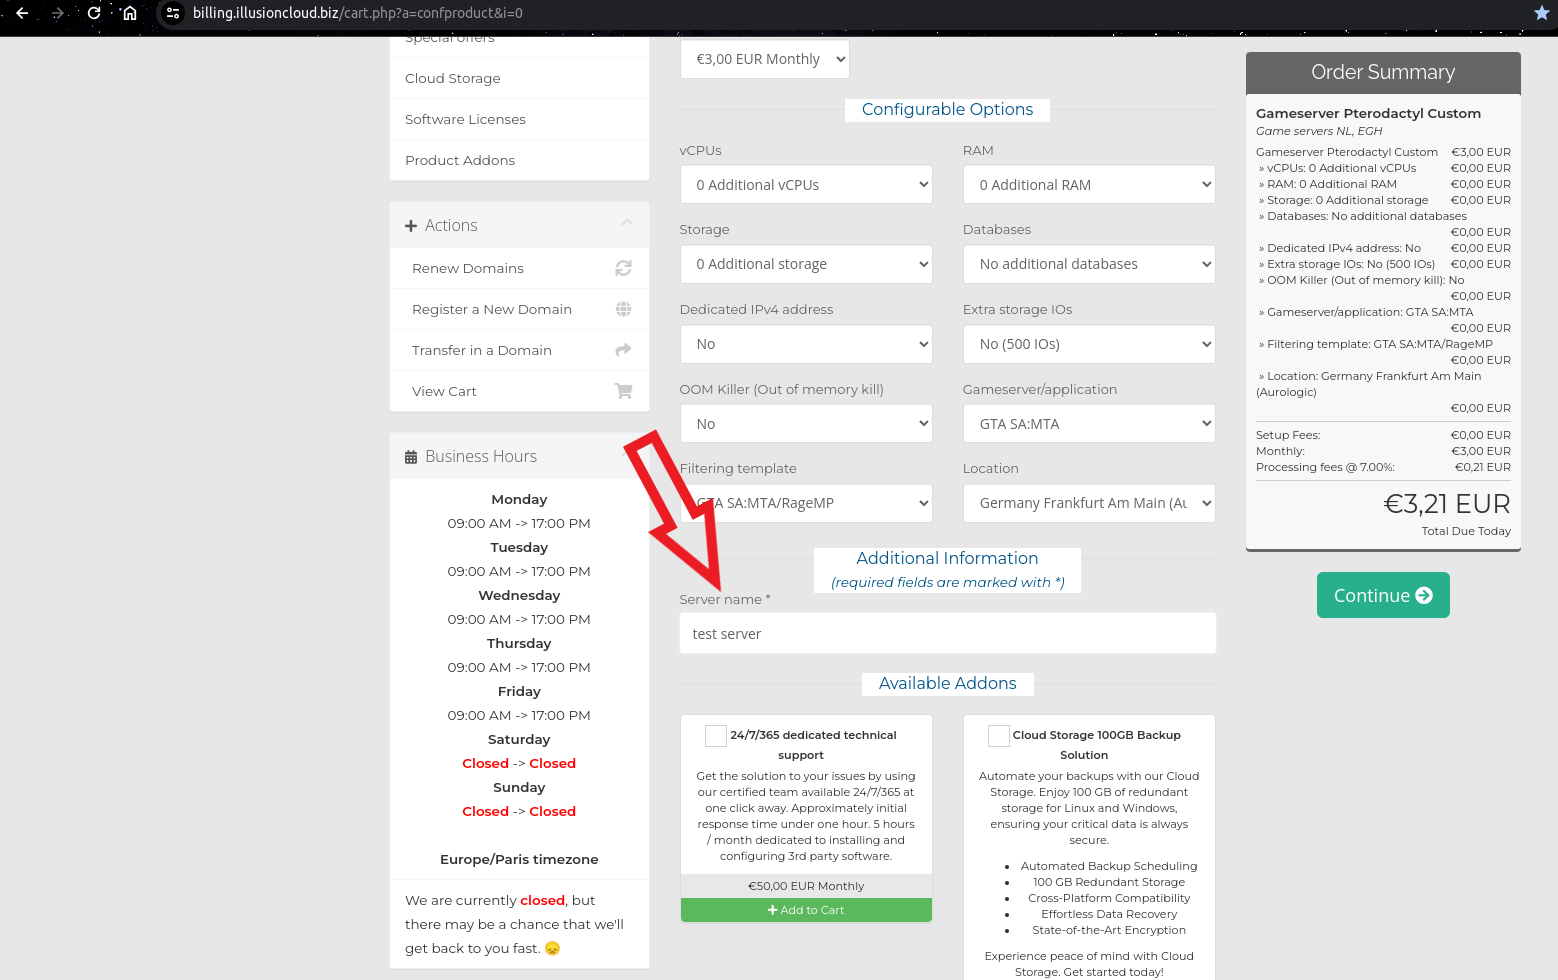 billing.illusioncloud.biz/cart.php?a=confproduct&i=0
Special offers
Cloud Storage
Software Licenses
Product Addons
Actions
Renew Domains
Register a New Domain
Transfer in a Domain
View Cart
Business Hours
Monday
09:00 AM -> 17:00 PM
Tuesday
09:00 AM -> 17:00 PM
Wednesday
09:00 AM -> 17:00 PM
Thursday
09:00 AM -> 17:00 PM
Friday
09:00 AM -> 17:00 PM
Saturday
Closed -> Closed
Sunday
Closed -> Closed
Europe/Paris timezone
We are currently closed, but
there may be a chance that we'll
get back to you fast. 😞
€3,00 EUR Monthly
Configurable Options
vCPUs
0 Additional vCPUs
RAM
0 Additional RAM
Storage
0 Additional storage
Databases
No additional databases
Dedicated IPv4 address
No
Extra storage IOs
No (500 IOs)
OOM Killer (Out of memory kill)
No
Gameserver/application
GTA SA:MTA
Filtering template
GTA SA:MTA/RageMP
Location
Germany Frankfurt Am Main (Au
Additional Information
(required fields are marked with *)
Server name *
test server
Available Addons
24/7/365 dedicated technical
support
Get the solution to your issues by using
our certified team available 24/7/365 at
one click away. Approximately initial
response time under one hour. 5 hours
/ month dedicated to installing and
configuring 3rd party software.
€50,00 EUR Monthly
+ Add to Cart
Cloud Storage 100GB Backup
Solution
Automate your backups with our Cloud
Storage. Enjoy 100 GB of redundant
storage for Linux and Windows,
ensuring your critical data is always
secure.
• Automated Backup Scheduling
• 100 GB Redundant Storage
• Cross-Platform Compatibility
• Effortless Data Recovery
• State-of-the-Art Encryption
Experience peace of mind with Cloud
Storage. Get started today!
Order Summary
Gameserver Pterodactyl Custom
Game servers NL, EGH
Gameserver Pterodactyl Custom €3,00 EUR
» vCPUs: 0 Additional vCPUs €0,00 EUR
» RAM: 0 Additional RAM €0,00 EUR
» Storage: 0 Additional storage €0,00 EUR
» Databases: No additional databases
€0,00 EUR
» Dedicated IPv4 address: No €0,00 EUR
» Extra storage IOs: No (500 IOs) €0,00 EUR
» OOM Killer (Out of memory kill): No
€0,00 EUR
» Gameserver/application: GTA SA:MTA
€0,00 EUR
» Filtering template: GTA SA:MTA/RageMP
€0,00 EUR
» Location: Germany Frankfurt Am Main
(Aurologic)
€0,00 EUR
Setup Fees: €0,00 EUR
Monthly: €3,00 EUR
Processing fees @ 7.00%: €0,21 EUR
€3,21 EUR
Total Due Today
Continue